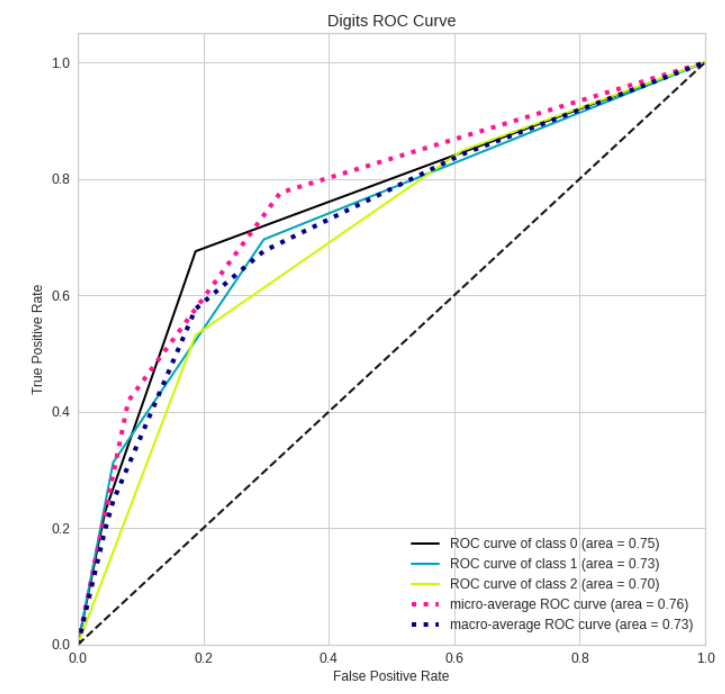 Digits ROC Curve
1.0
0.8
0.6
0.4
0.2
0.0
True Positive Rate
ROC curve of class 0 (area = 0.75)
ROC curve of class 1 (area = 0.73)
ROC curve of class 2 (area = 0.70)
micro-average ROC curve (area = 0.76)
macro-average ROC curve (area = 0.73)
0.0 0.2 0.4 0.6 0.8 1.0
False Positive Rate